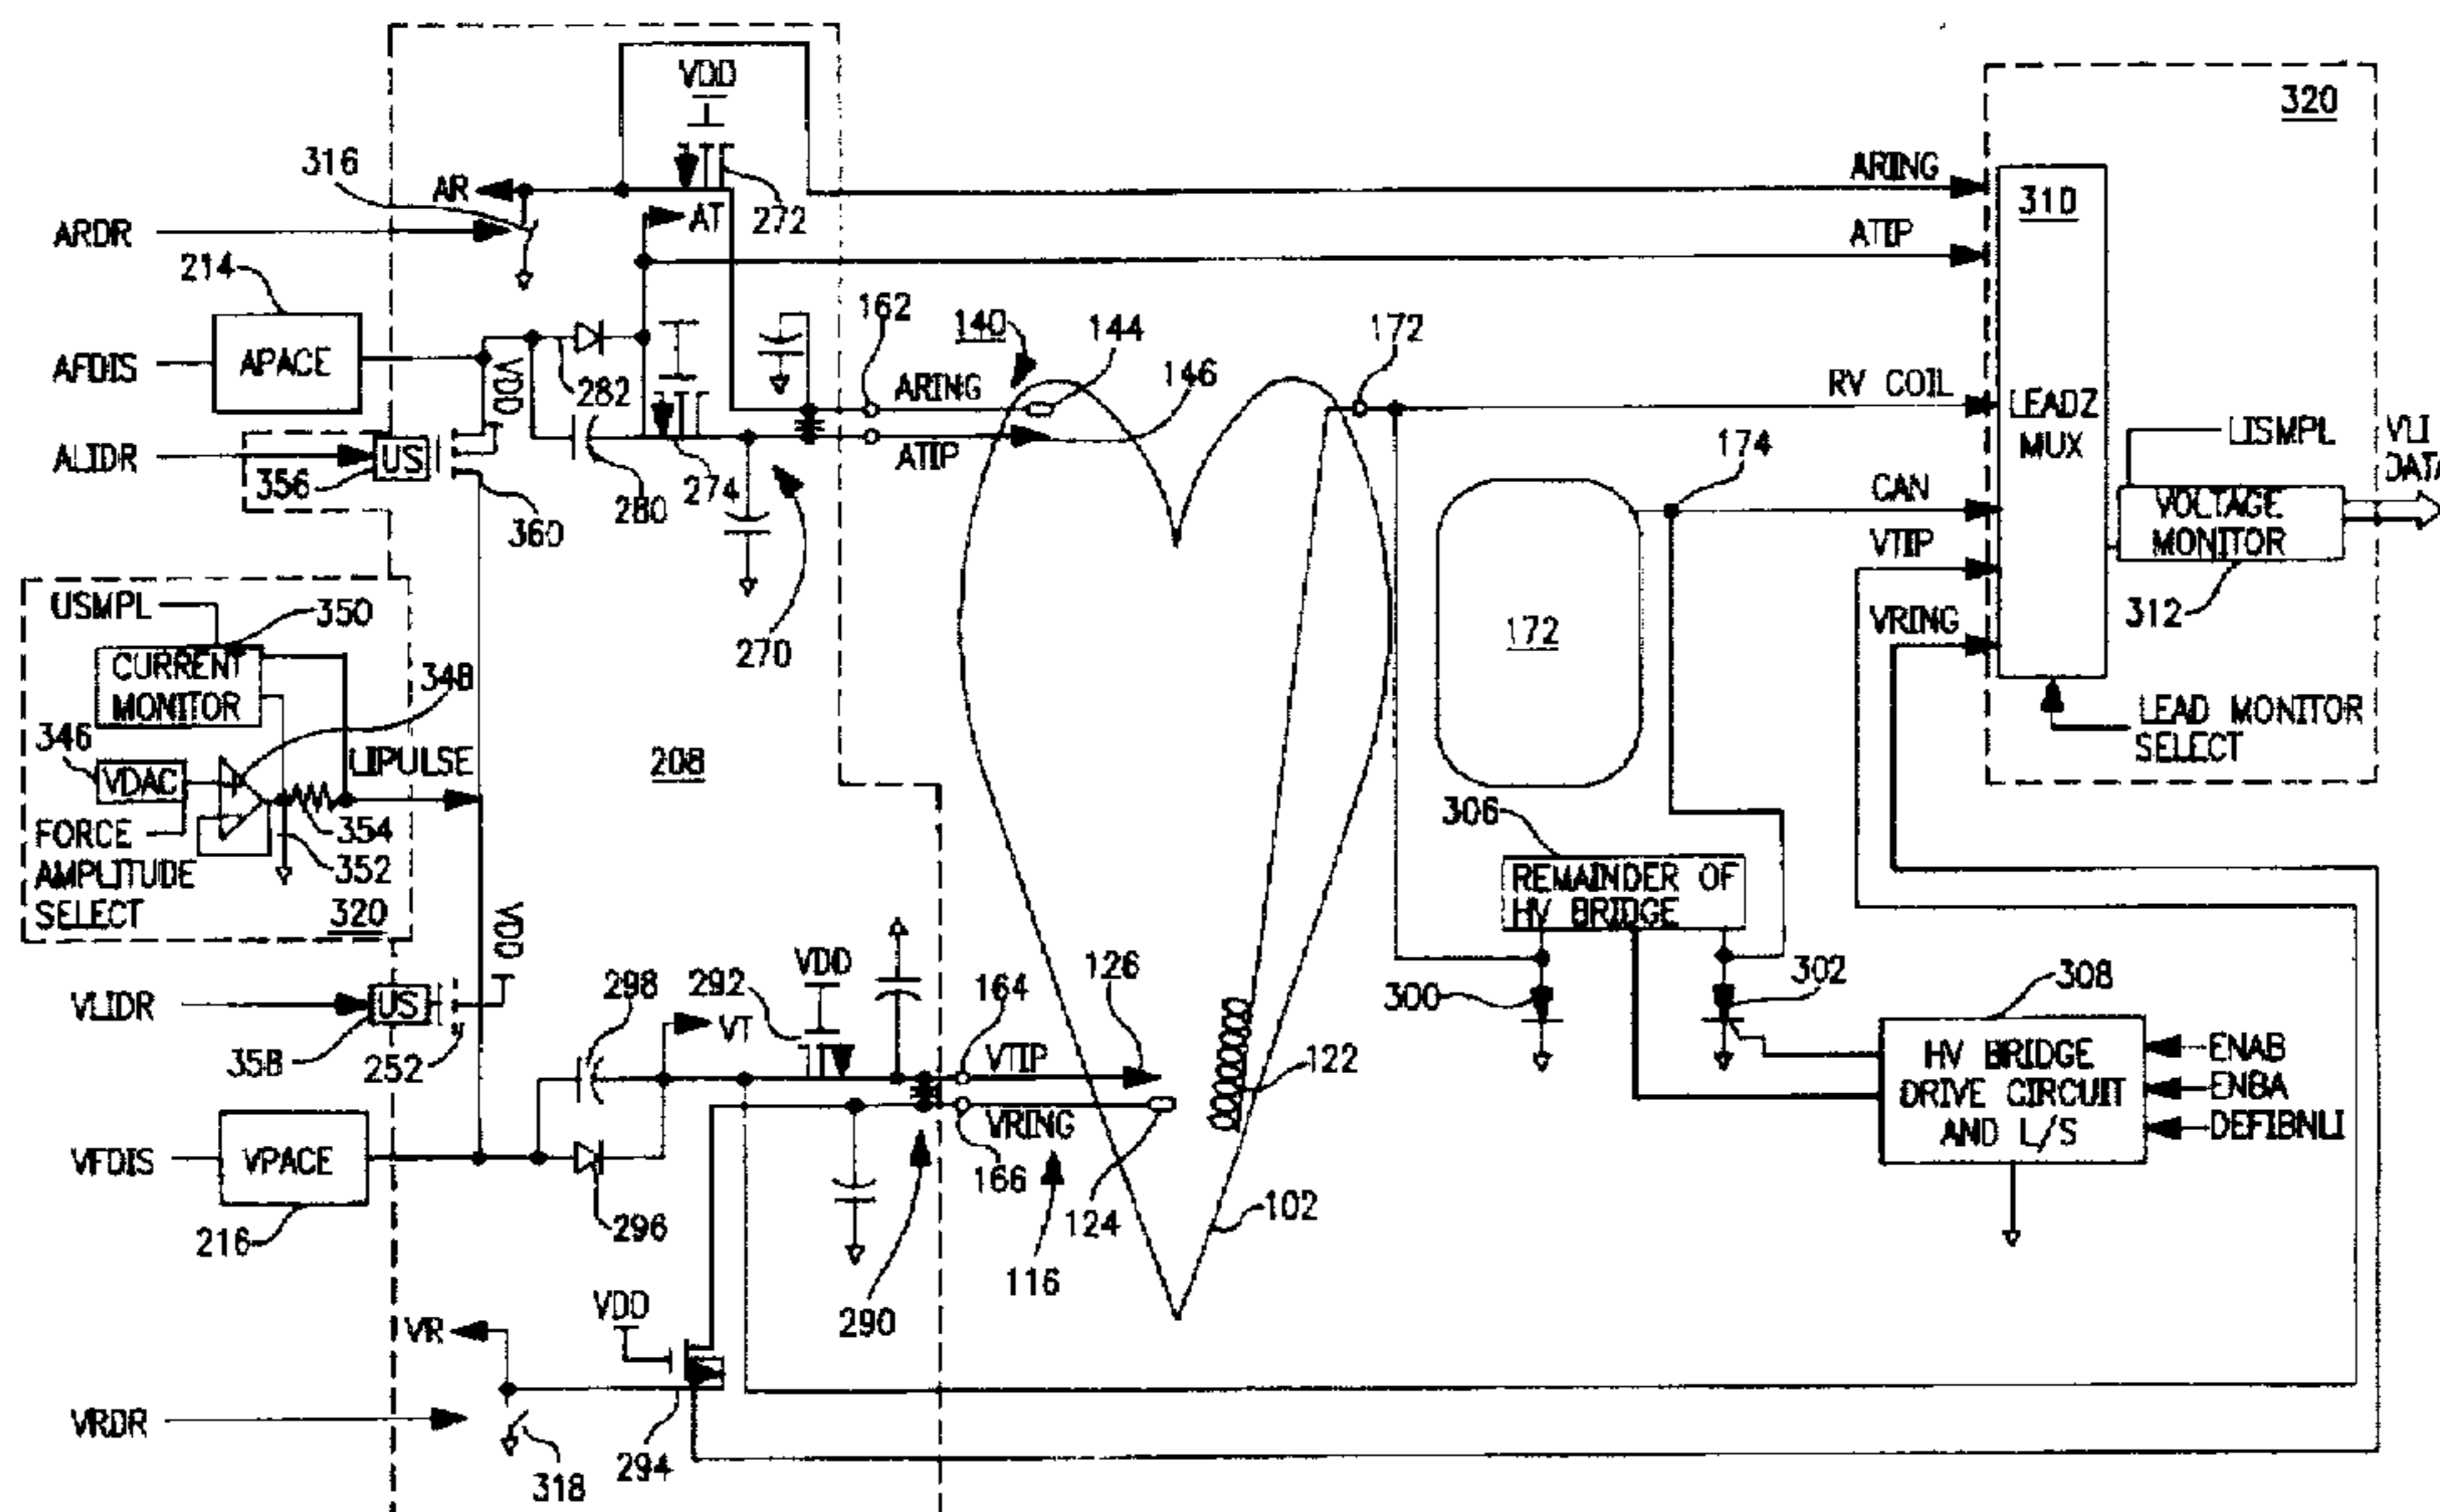 VDD
320
316
AR
ARING
310
ARDR
AT
272
ATIP
214
162
140
144
172
APACE
AFDIS
VDD
282
ARING
146
RV COIL
LEADZ
MUX
LISMPL
VLI
DATA
174
ALIDR
US
356
ATIP
274
280
360
CAN
VOLTAGE
MONITOR
VTIP
312
USMPL
350
VRING
172
270
CURRENT
MONITOR
348
346
LIPULSE
208
LEAD MONITOR
SELECT
VDAC
FORCE
354
306
AMPLITUDE
352
SELECT
320
REMAINDER OF
HV BRIDGE
VDD
VDD
298
292
126
164
300
302
308
VLIDR
US
VT
358
252
VTIP
HV BRIDGE
DRIVE CIRCUIT
AND L/S
ENAB
ENBA
DEFIBNLI
122
VRING
VFDIS
VPACE
166
124
102
216
296
116
290
VDD
VR
VRDR
294
318